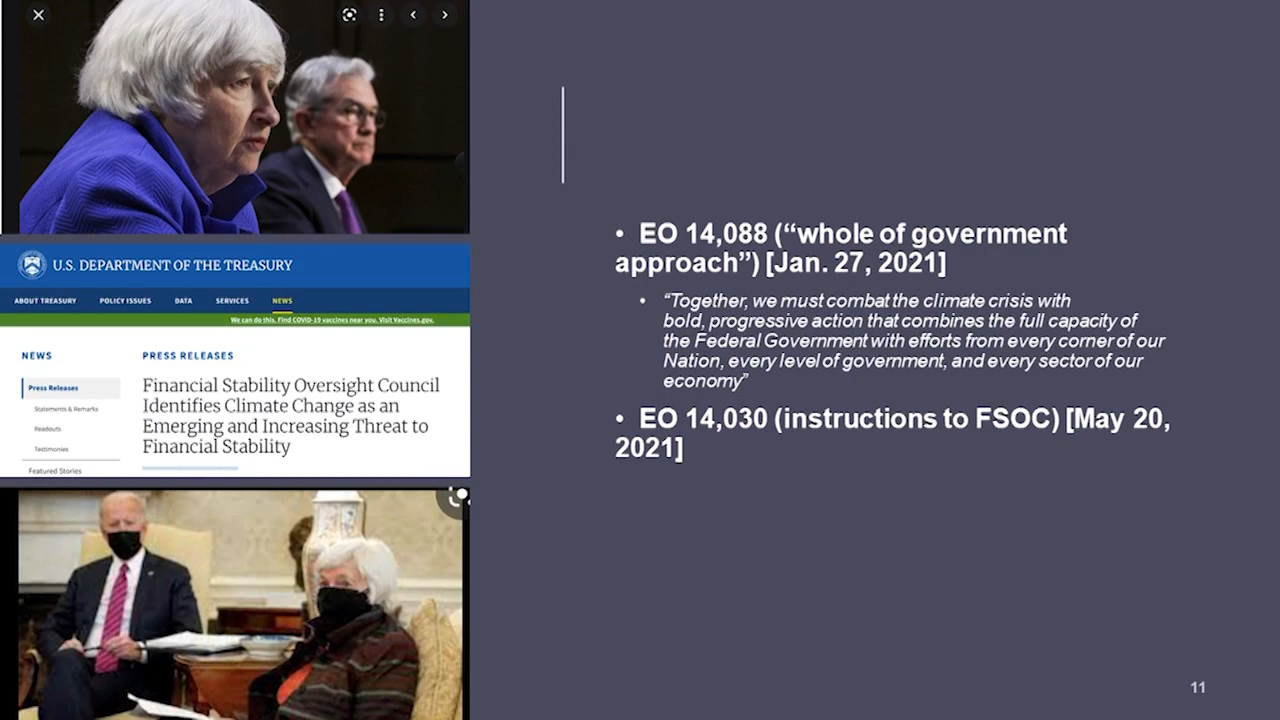 U.S. DEPARTMENT OF THE TREASURY
ABOUT TREASURY POLICY ISSUES DATA SERVICES NEWS
We can do this. Find COVID-19 vaccines near you. Visit Vaccines.gov.
NEWS
Press Releases
Statements & Remarks
Readouts
Testimonies
Featured Stories
PRESS RELEASES
Financial Stability Oversight Council
Identifies Climate Change as an
Emerging and Increasing Threat to
Financial Stability
• EO 14,088 (“whole of government
approach”) [Jan. 27, 2021]
• “Together, we must combat the climate crisis with
bold, progressive action that combines the full capacity of
the Federal Government with efforts from every corner of our
Nation, every level of government, and every sector of our
economy”
• EO 14,030 (instructions to FSOC) [May 20,
2021]
11